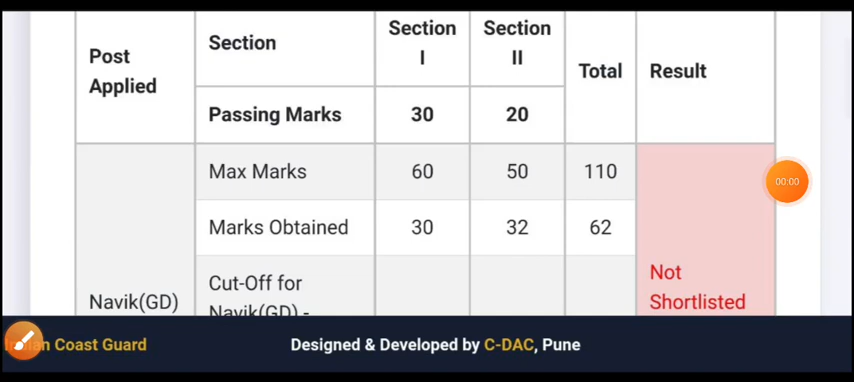 Post
Applied
Section
Section
I
Section
II
Total
Result
Passing Marks
30
20
Max Marks
60
50
110
Marks Obtained
30
32
62
Navik(GD)
Cut-Off for
Navik(GD) -
Not
Shortlisted
00:00
Indian Coast Guard
Designed & Developed by C-DAC, Pune